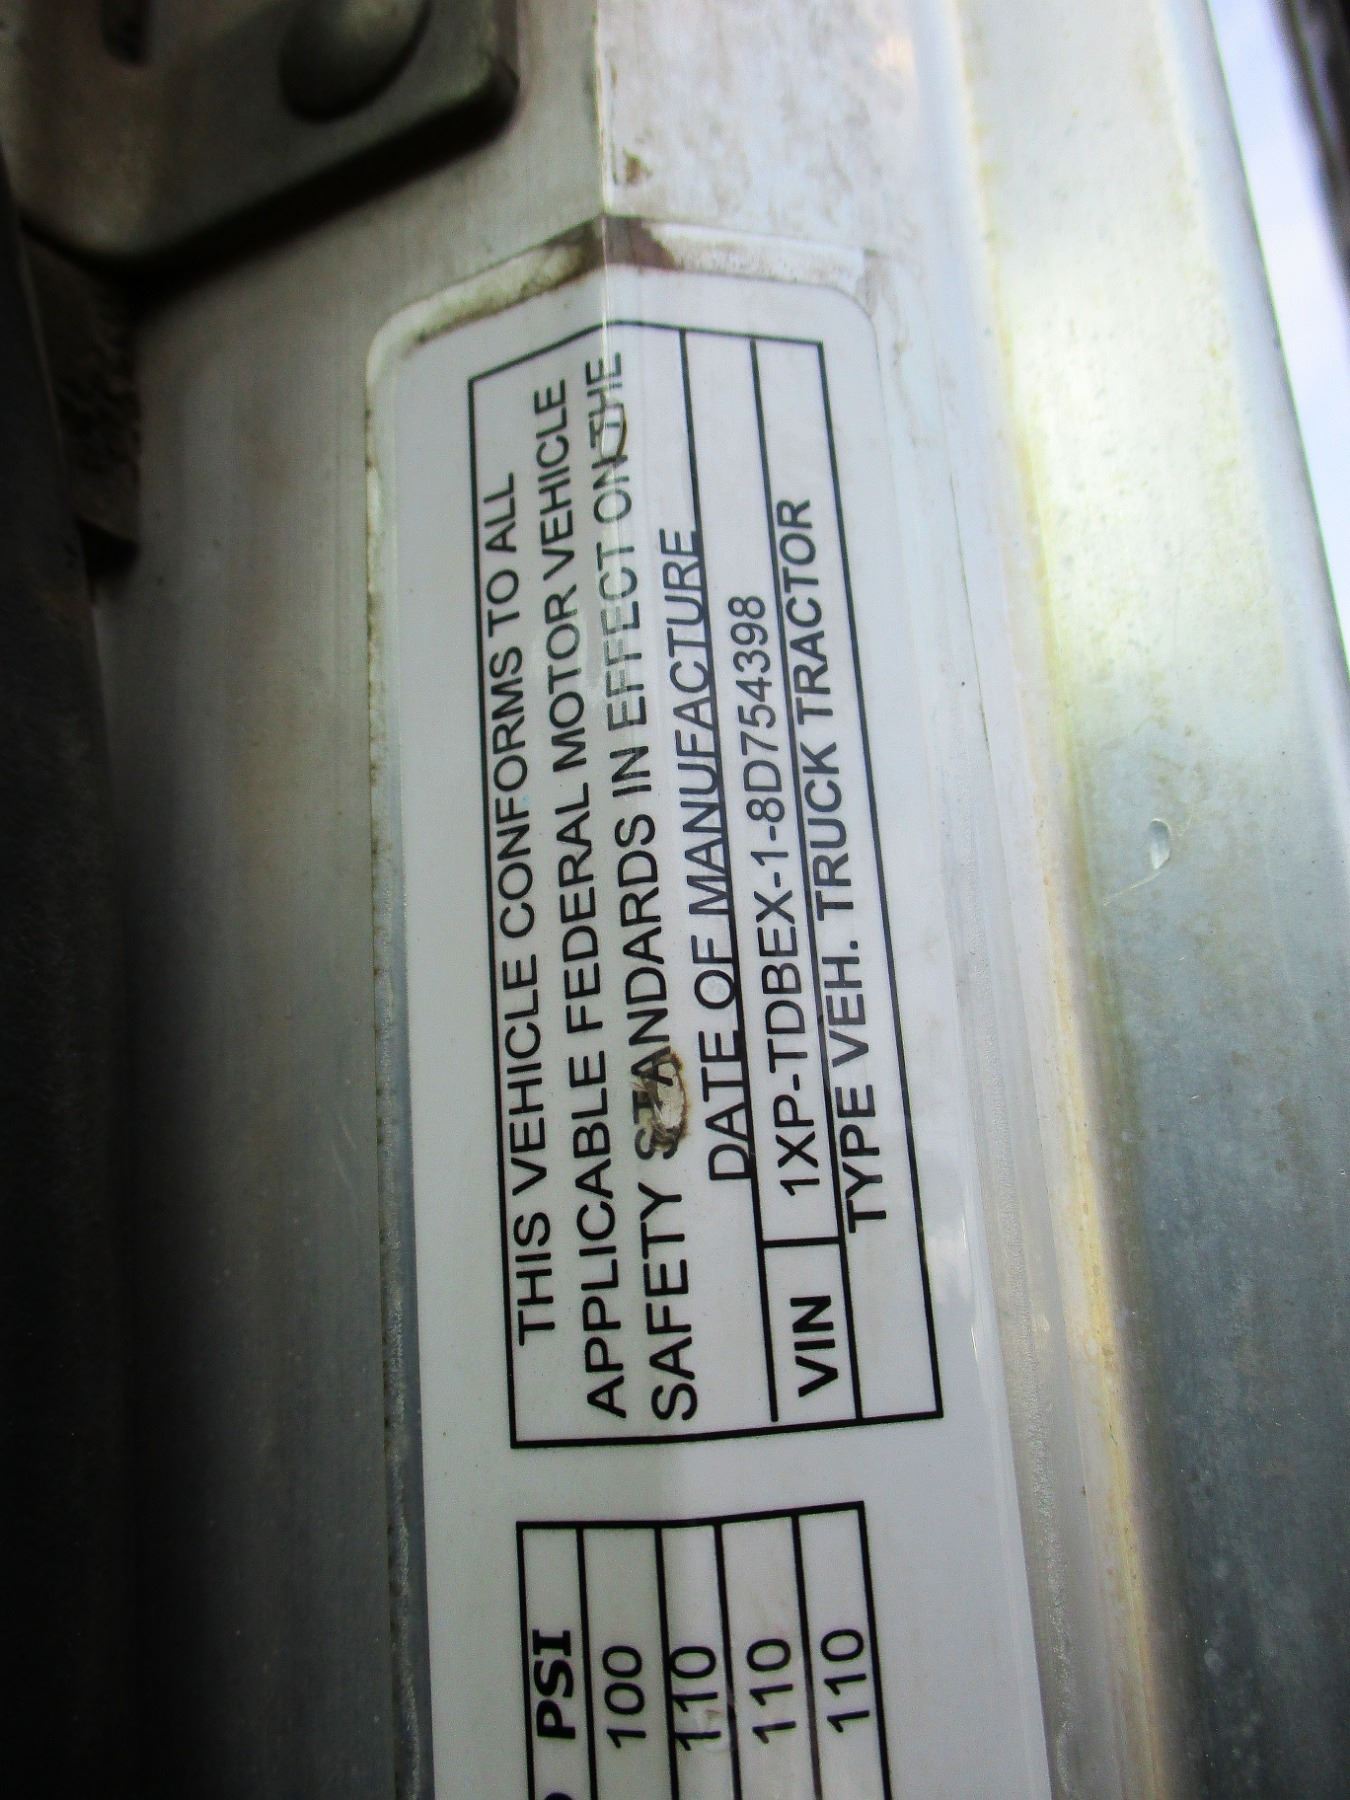 THIS VEHICLE CONFORMS TO ALL
APPLICABLE FEDERAL MOTOR VEHICLE
SAFETY STANDARDS IN EFFECT ON THE
DATE OF MANUFACTURE
VIN 1XP-TDBEX-1-8D754398
TYPE VEH. TRUCK TRACTOR
PSI
100
110
110
110